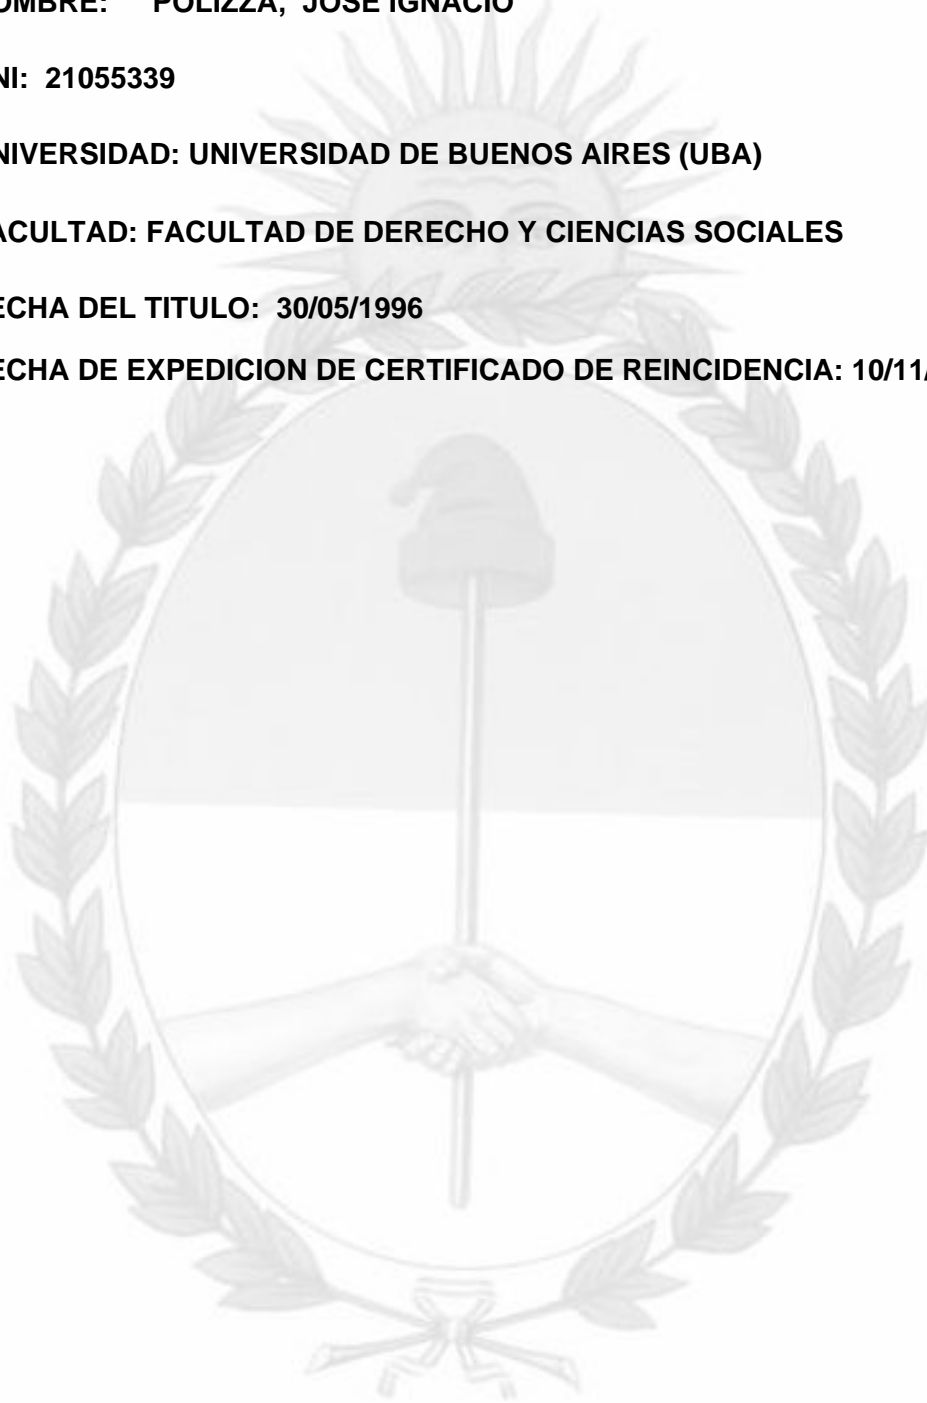 OMBRE: POLIZZA, JOSE IGNACIO
NI: 21055339
NIVERSIDAD: UNIVERSIDAD DE BUENOS AIRES (UBA)
ACULTAD: FACULTAD DE DERECHO Y CIENCIAS SOCIALES
ECHA DEL TITULO: 30/05/1996
ECHA DE EXPEDICION DE CERTIFICADO DE REINCIDENCIA: 10/11/